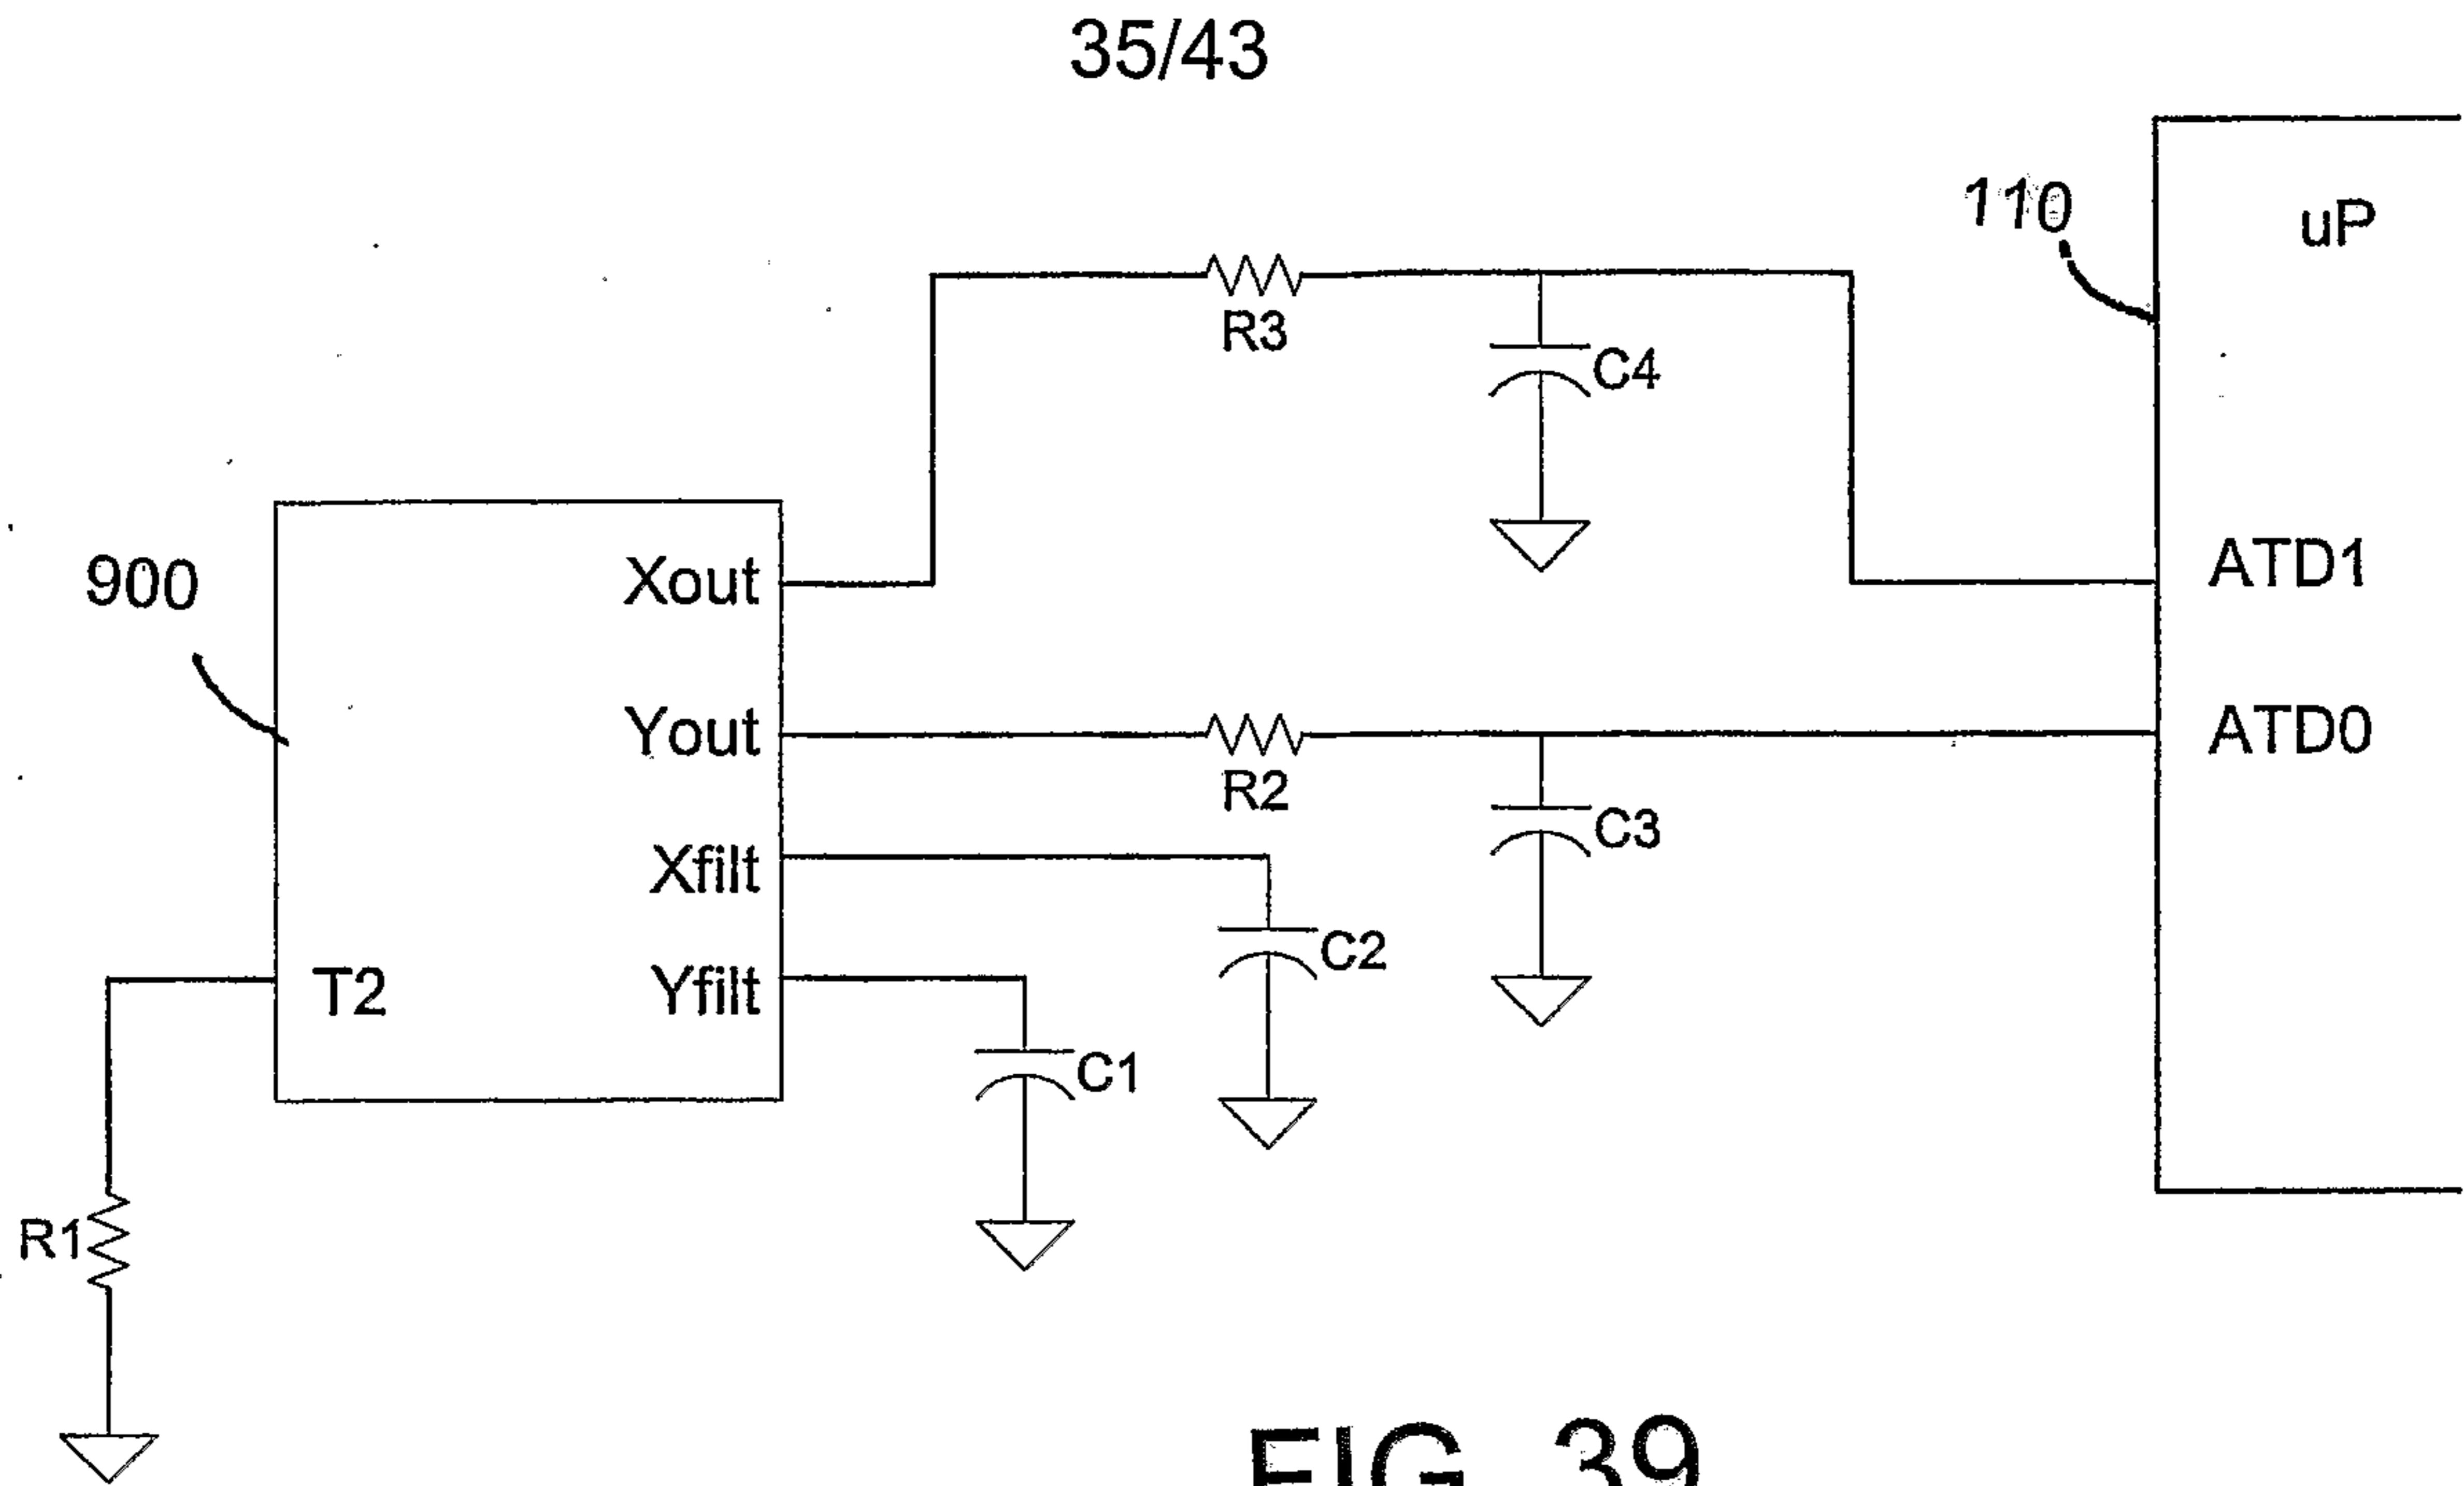 35/43
110
uP
R3
C4
900
Xout
ATD1
Yout
ATD0
R2
C3
Xfilt
C2
T2
Yfilt
C1
R1
FIG. 39